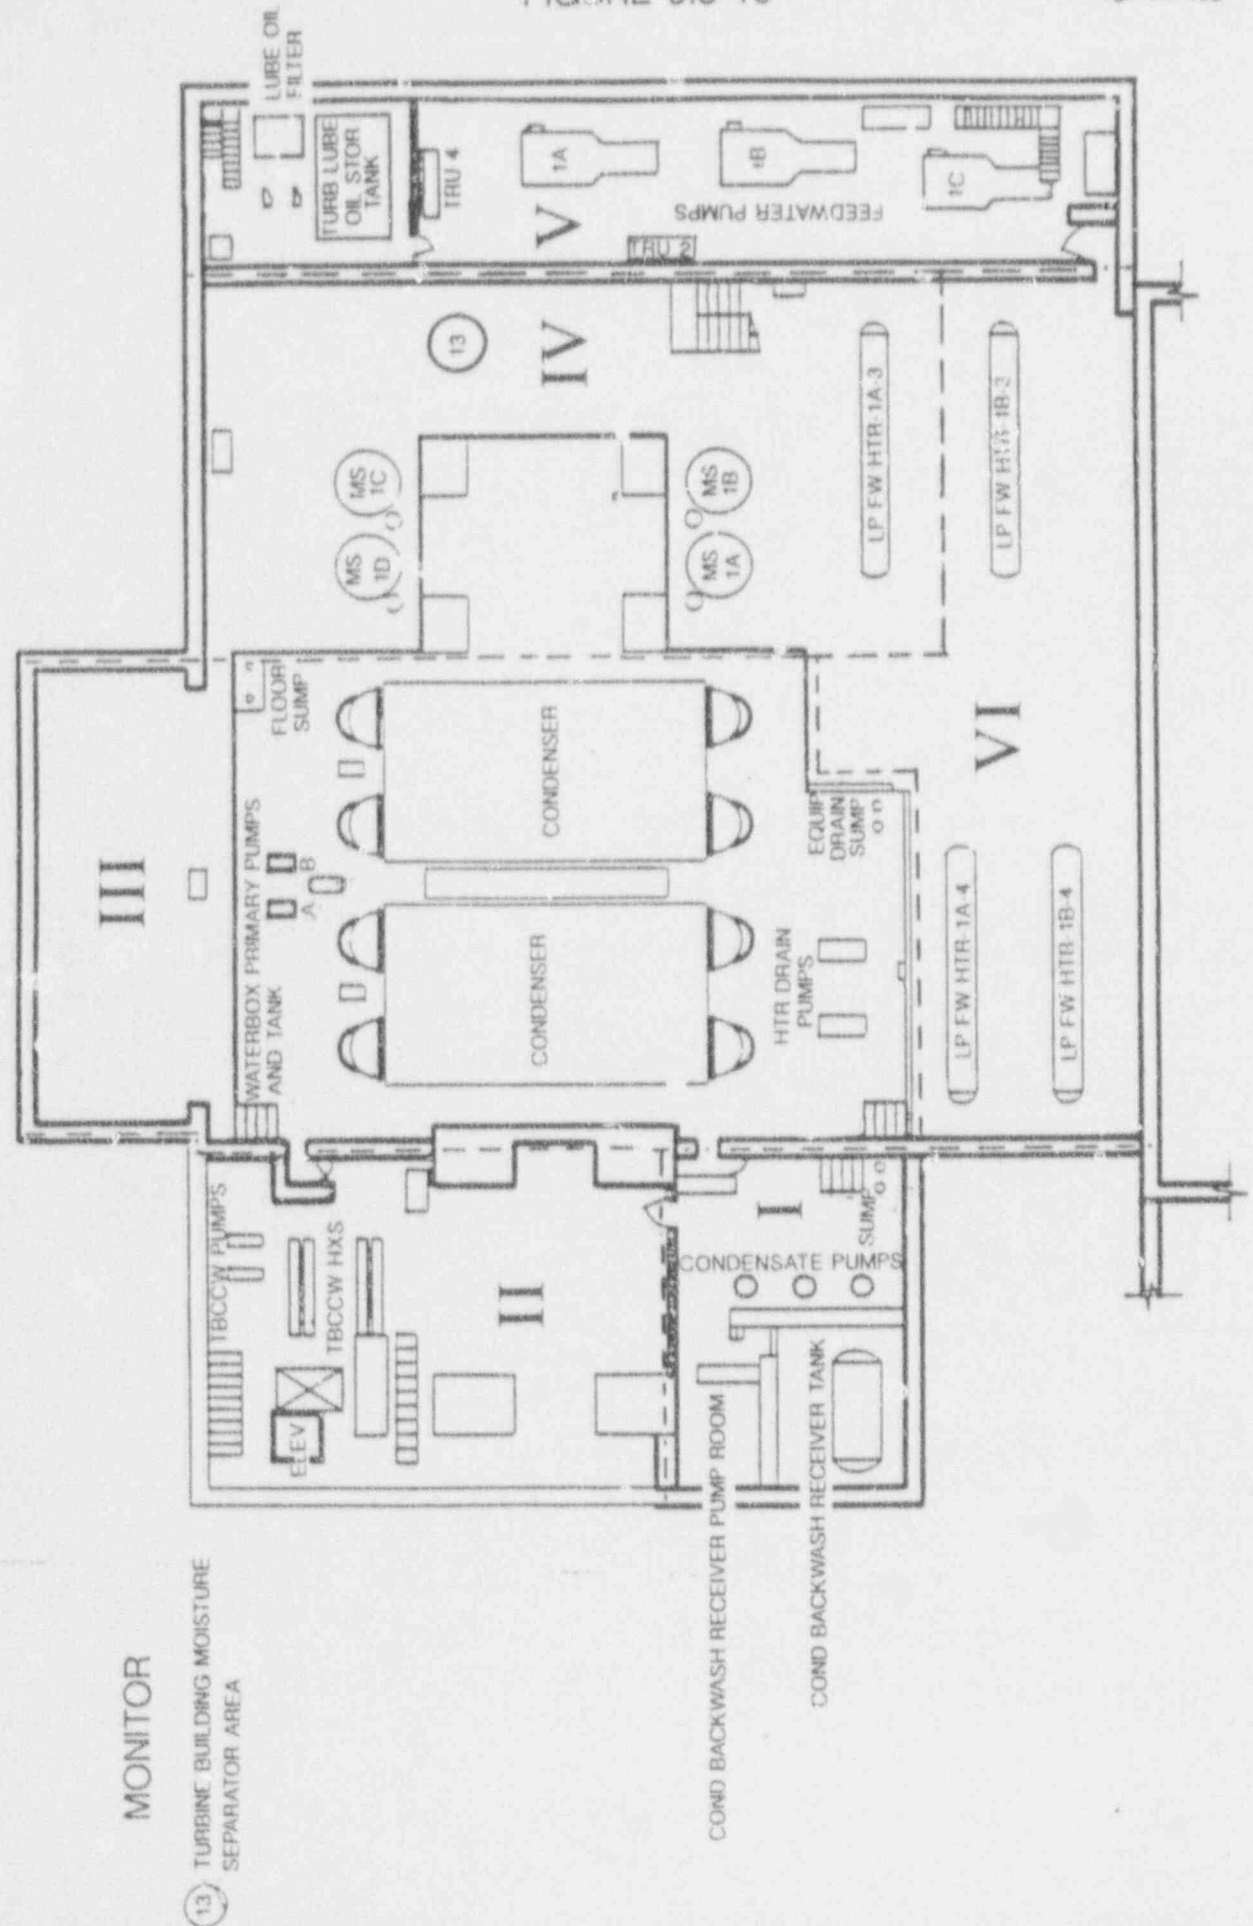 MONITOR
13 TURBINE BUILDING MOISTURE
SEPARATOR AREA
LUBE OIL
FILTER
TURB LUBE
OIL STOR
TANK
TRU 4
1A
1B
1C
FEEDWATER PUMPS
V
TRU 2
13
IV
MS
1C
MS
1D
MS
1B
MS
1A
LP FW HTR-1A-3
LP FW HTR-1B-3
III
FLOOR
SUMP
WATERBOX PRIMARY PUMPS
AND TANK
A
B
CONDENSER
CONDENSER
EQUIP
DRAIN
SUMP
HTR DRAIN
PUMPS
VI
LP FW HTR-1A-4
LP FW HTR-1B-4
TBCCW PUMPS
TBCCW HXS
ELEV
II
I
SUMP
CONDENSATE PUMPS
COND BACKWASH RECEIVER PUMP ROOM
COND BACKWASH RECEIVER TANK